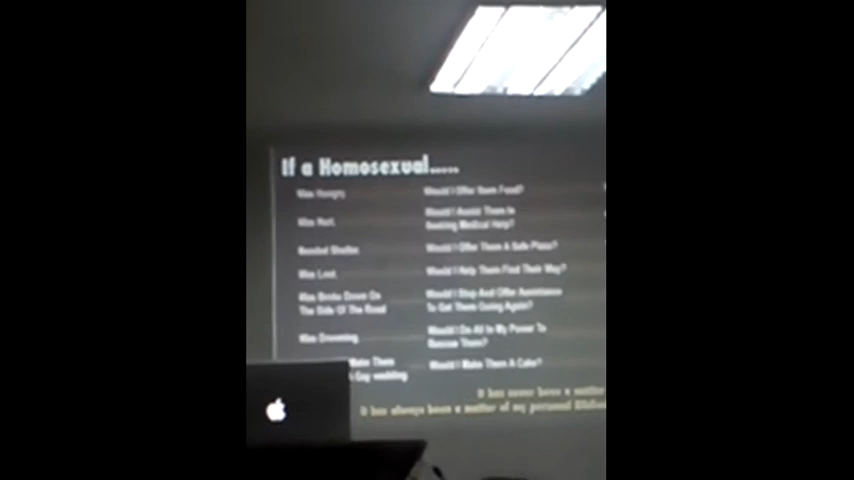 If a Homosexual.....
Was Hungry Would I Offer them Food?
Was Hurt Would I Assist Them In
Seeking Medical Help?
Needed Shelter Would I Offer Them A Safe Place?
Was Lost Would I Help Them Find Their Way?
Was Broke Down On Would I Stop And Offer Assistance
The Side Of The Road To Get Them Going Again?
Was Drowning Would I Do All In My Power To
Rescue Them?
Make Them Would I Make Them A Cake?
Gay wedding
It has never been a matter
It has always been a matter of my personal